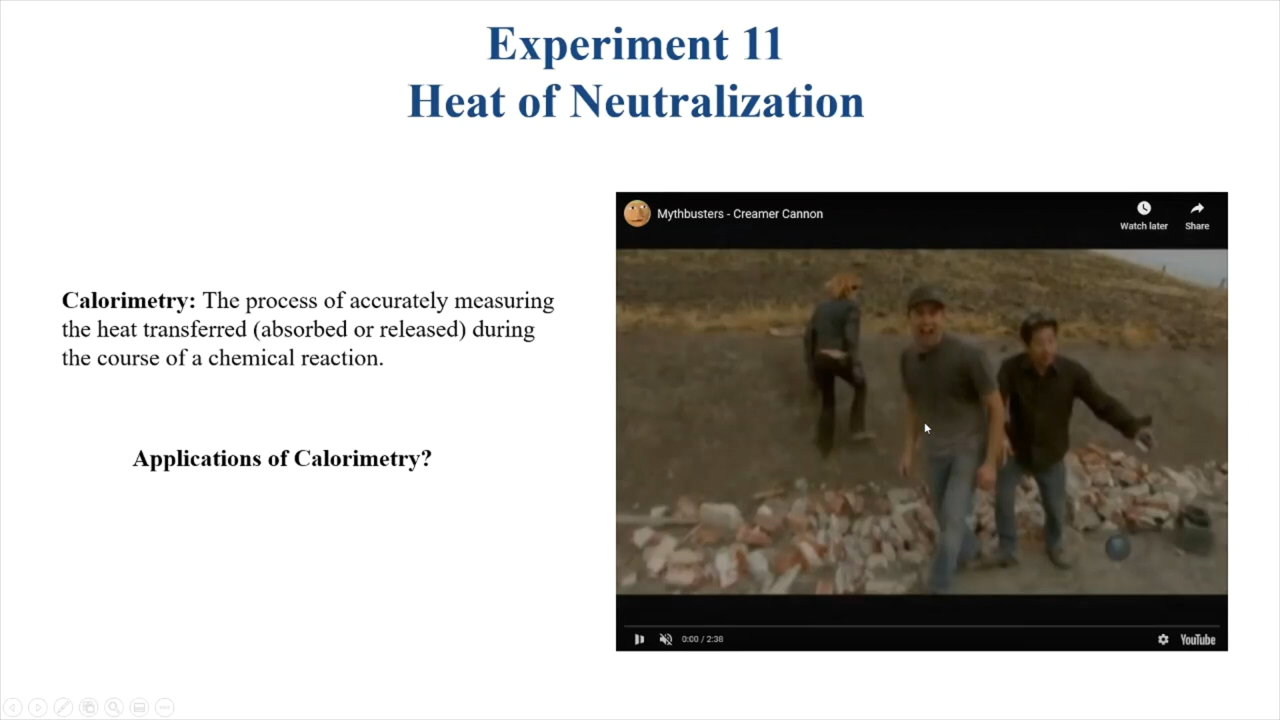 Experiment 11
Heat of Neutralization
Mythbusters - Creamer Cannon
Watch later
Share
Calorimetry: The process of accurately measuring
the heat transferred (absorbed or released) during
the course of a chemical reaction.
Applications of Calorimetry?
0:00 / 2:38
YouTube